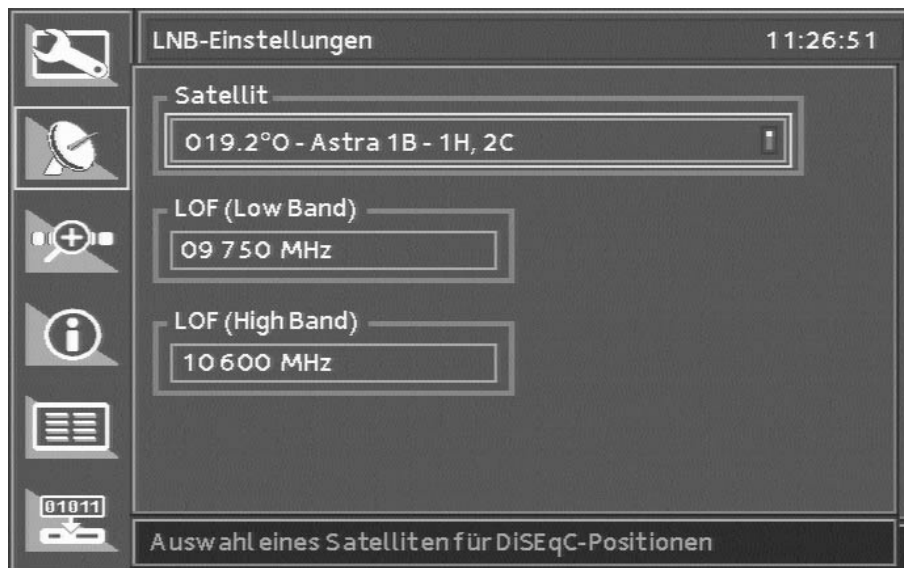 LNB-Einstellungen 11:26:51
Satellit
019.2°O - Astra 1B - 1H, 2C
LOF (Low Band)
09 750 MHz
LOF (High Band)
10 600 MHz
01011
Auswahl eines Satelliten für DiSEqC-Positionen